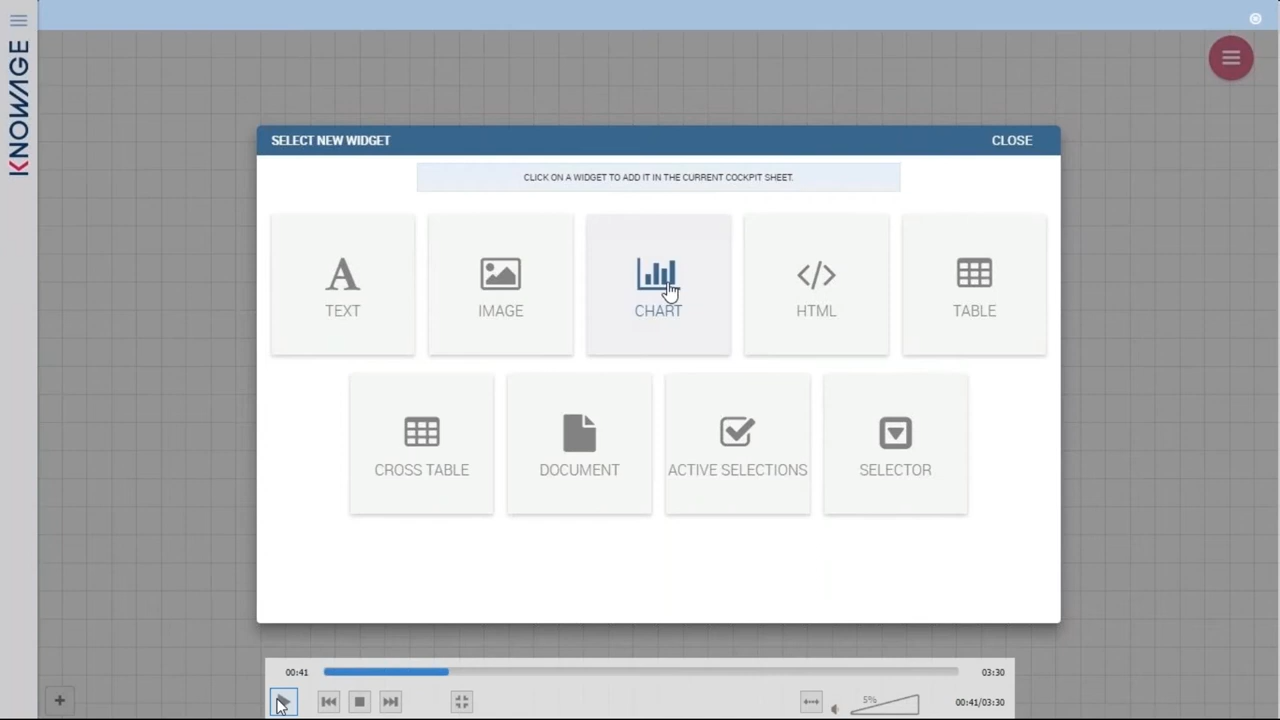 KNOWAGE
SELECT NEW WIDGET
CLOSE
CLICK ON A WIDGET TO ADD IT IN THE CURRENT COCKPIT SHEET.
TEXT
IMAGE
CHART
HTML
TABLE
CROSS TABLE
DOCUMENT
ACTIVE SELECTIONS
SELECTOR
00:41
03:30
5%
00:41/03:30